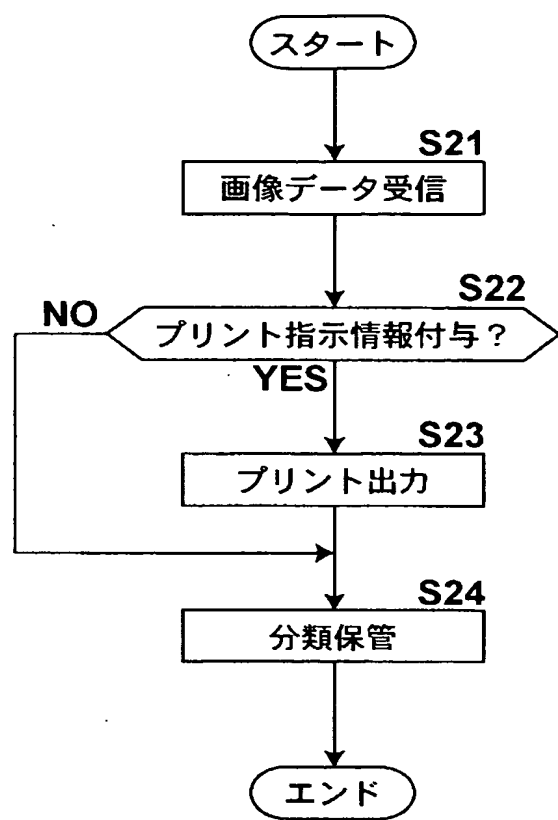 スタート
S21
画像データ受信
S22
NO
プリント指示情報付与？
YES
S23
プリント出力
S24
分類保管
エンド